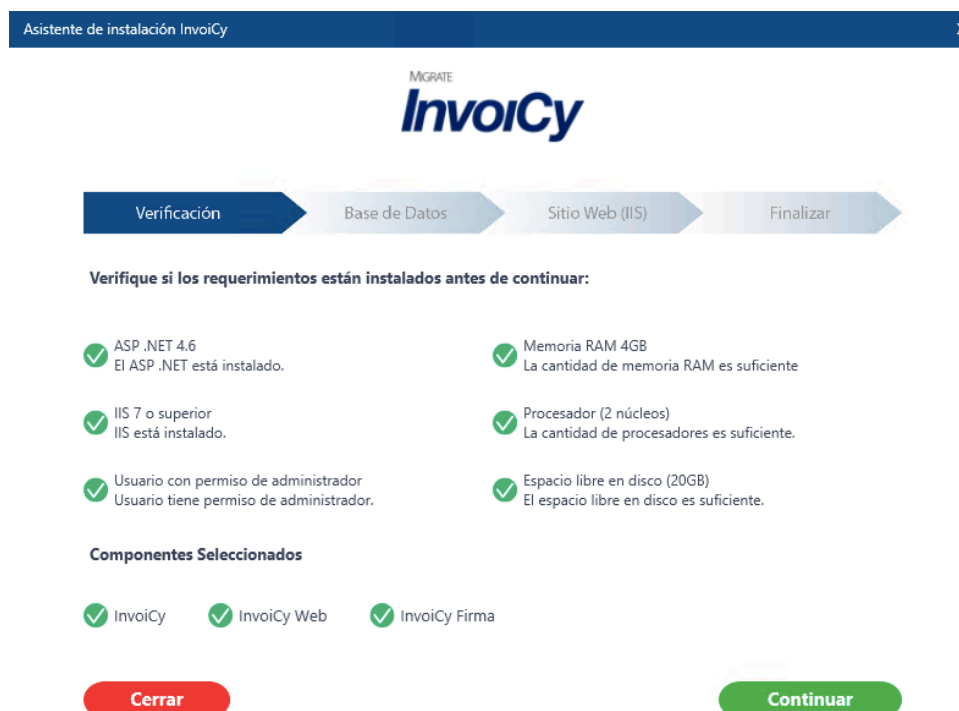 Asistente de instalación InvoiCy
MIGRATE
InvoiCy
Verificación
Base de Datos
Sitio Web (IIS)
Finalizar
Verifique si los requerimientos están instalados antes de continuar:
ASP .NET 4.6
El ASP .NET está instalado.
Memoria RAM 4GB
La cantidad de memoria RAM es suficiente
IIS 7 o superior
IIS está instalado.
Procesador (2 núcleos)
La cantidad de procesadores es suficiente.
Usuario con permiso de administrador
Usuario tiene permiso de administrador.
Espacio libre en disco (20GB)
El espacio libre en disco es suficiente.
Componentes Seleccionados
InvoiCy
InvoiCy Web
InvoiCy Firma
Cerrar
Continuar